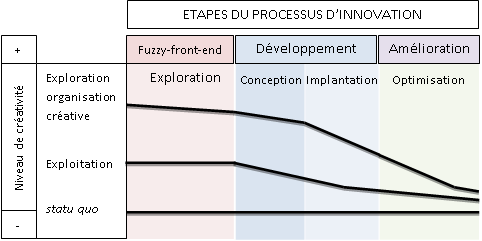 ETAPES DU PROCESSUS D'INNOVATION
+
Fuzzy-front-end
Développement
Amélioration
Niveau de créativité
Exploration
organisation
créative
Exploration
Conception
Implantation
Optimisation
Exploitation
statu quo
-